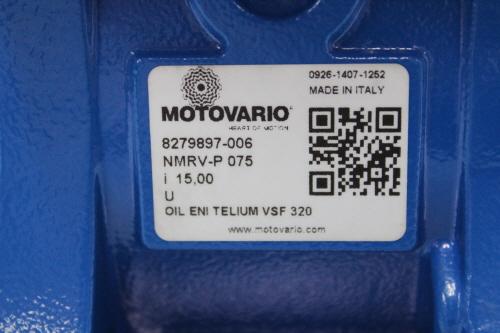 0926-1407-1252
MADE IN ITALY
MOTOVARIO
HEART OF MOTION
8279897-006
NMRV-P 075
i 15,00
U
OIL ENI TELIUM VSF 320
www.motovario.com